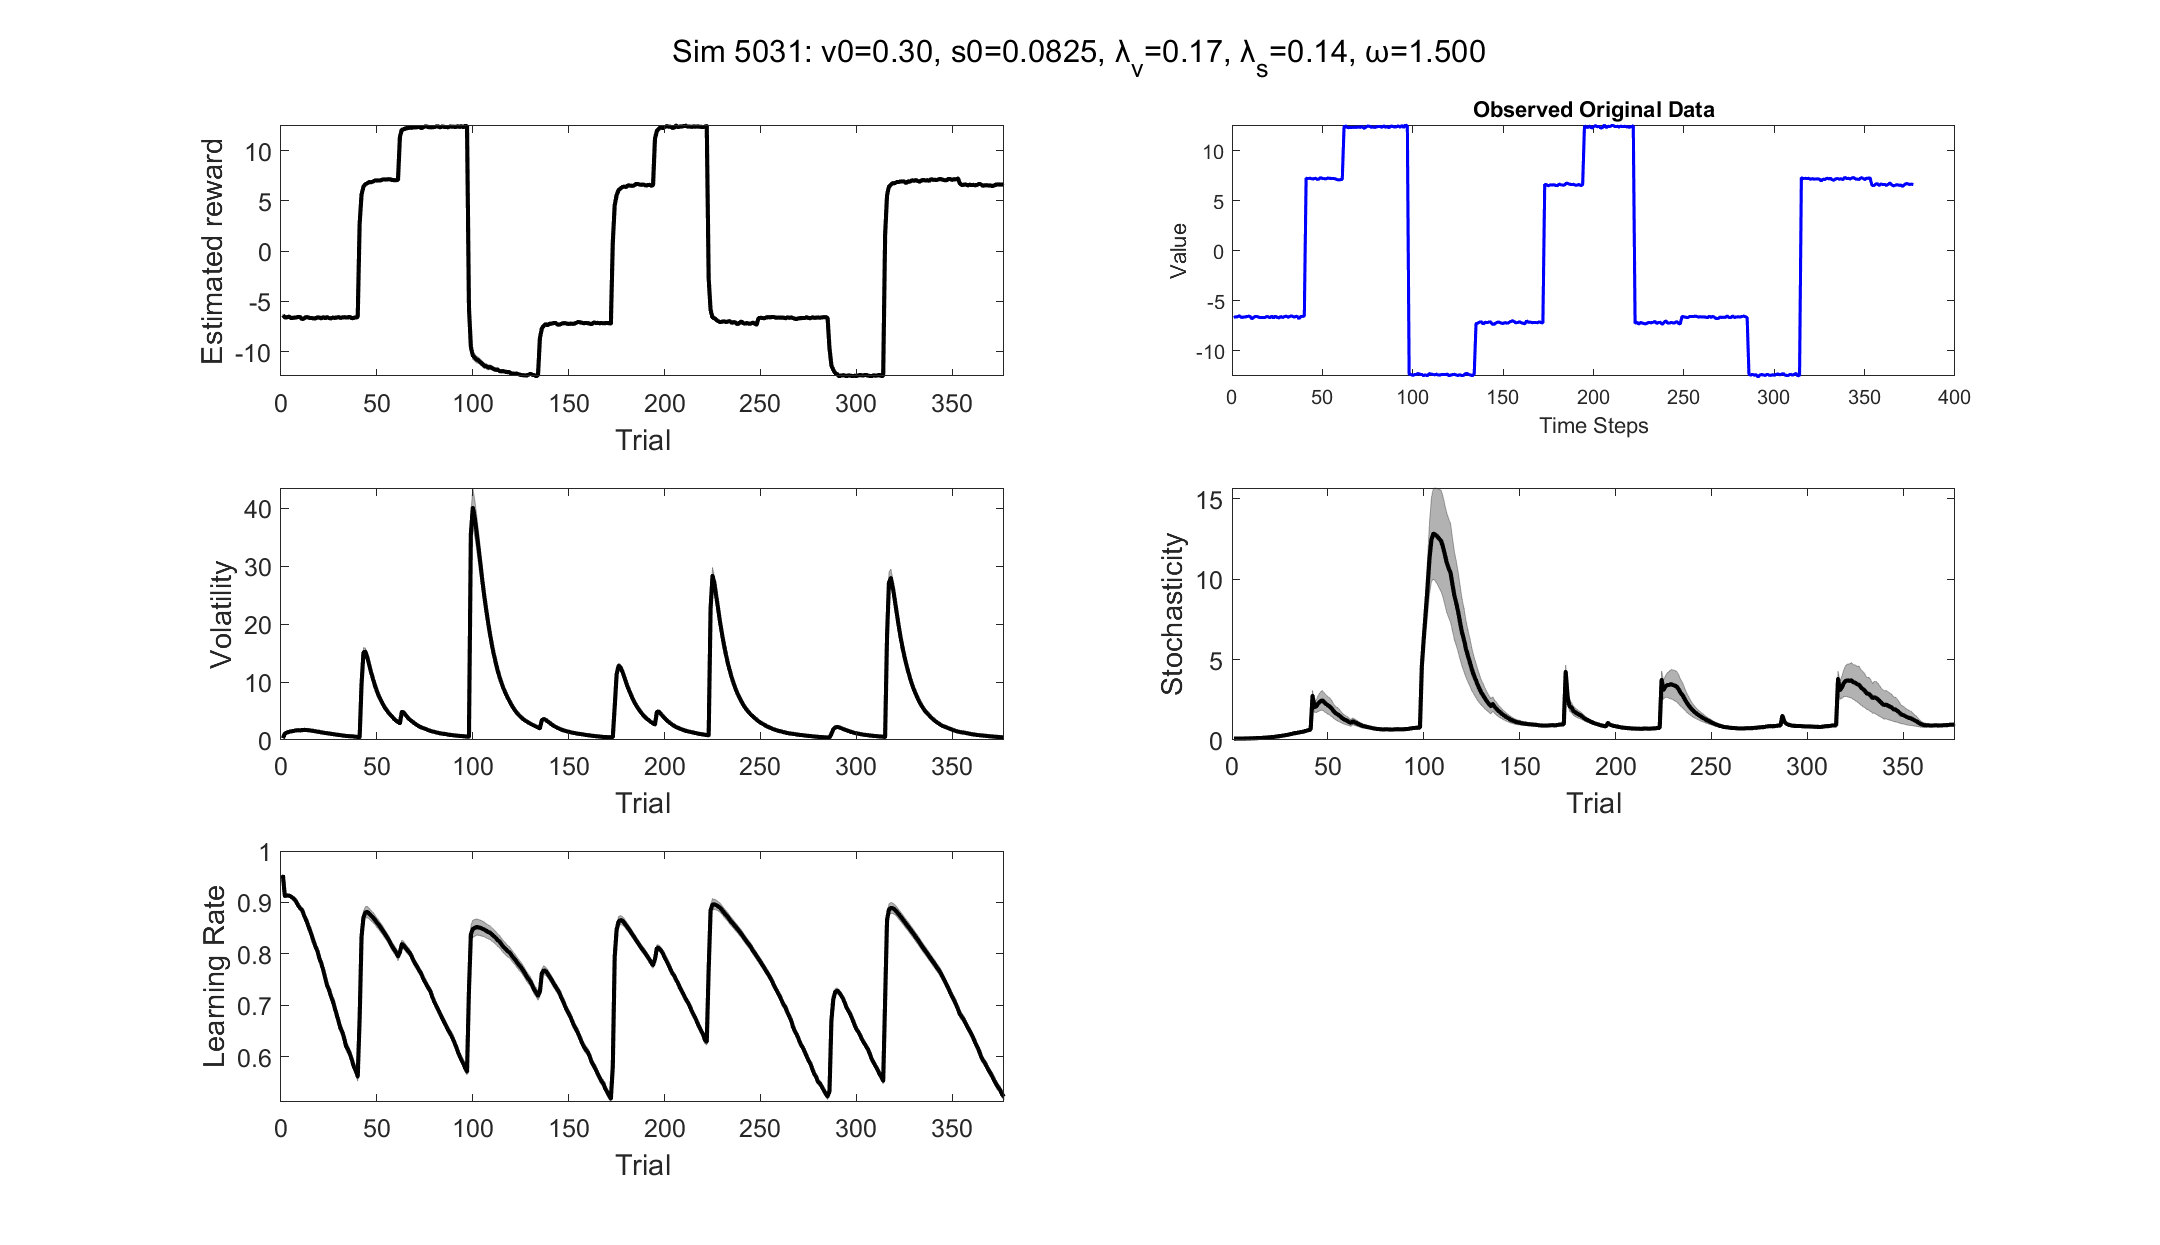 Sim 5031: v0=0.30, s0=0.0825, λv=0.17, λs=0.14, ω=1.500
Estimated reward
10
5
0
-5
-10
0 50 100 150 200 250 300 350
Trial
Observed Original Data
Value
10
5
0
-5
-10
0 50 100 150 200 250 300 350 400
Time Steps
Volatility
40
30
20
10
0
0 50 100 150 200 250 300 350
Trial
Stochasticity
15
10
5
0
0 50 100 150 200 250 300 350
Trial
Learning Rate
1
0.9
0.8
0.7
0.6
0 50 100 150 200 250 300 350
Trial